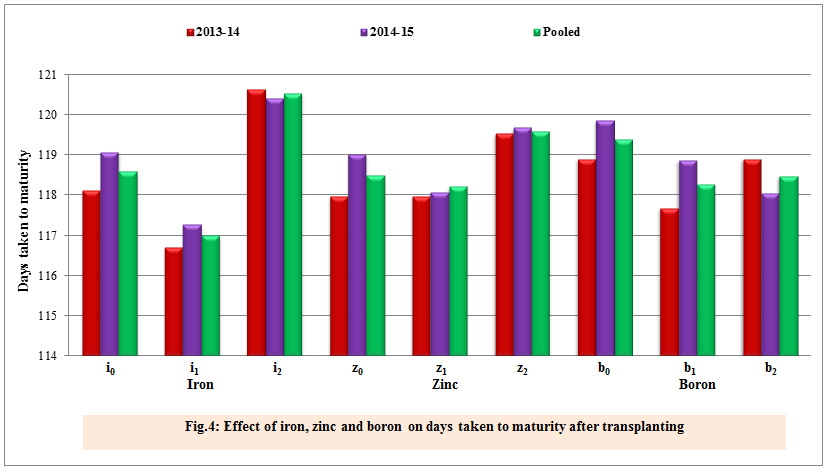 2013-14 2014-15 Pooled
Days taken to maturity
121
120
119
118
117
116
115
114
i0 i1 i2 z0 z1 z2 b0 b1 b2
Iron Zinc Boron
Fig.4: Effect of iron, zinc and boron on days taken to maturity after transplanting